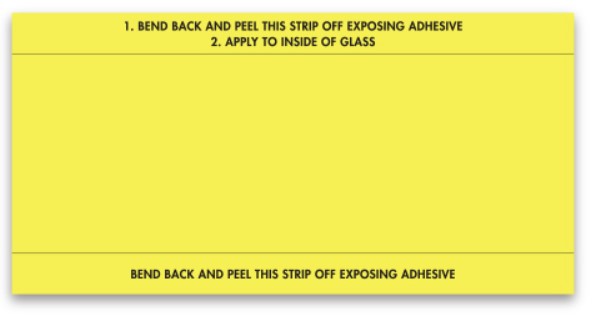 1. BEND BACK AND PEEL THIS STRIP OFF EXPOSING ADHESIVE
2. APPLY TO INSIDE OF GLASS
BEND BACK AND PEEL THIS STRIP OFF EXPOSING ADHESIVE